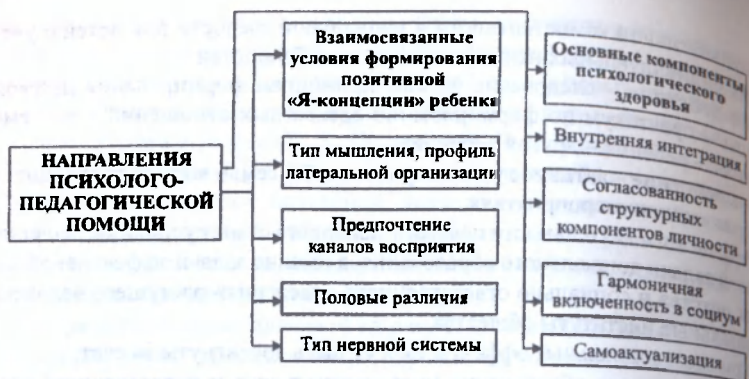 НАПРАВЛЕНИЯ
ПСИХОЛОГО-
ПЕДАГОГИЧЕСКОЙ
ПОМОЩИ
Взаимосвязанные
условия формирования
позитивной
«Я-концепции» ребенка
Тип мышления, профиль
латеральной организации
Предпочтение
каналов восприятия
Половые различия
Тип нервной системы
Основные компоненты
психологического
здоровья
Внутренняя интеграция
Согласованность
структурных
компонентов личности
Гармоничная
включенность в социум
Самоактуализация